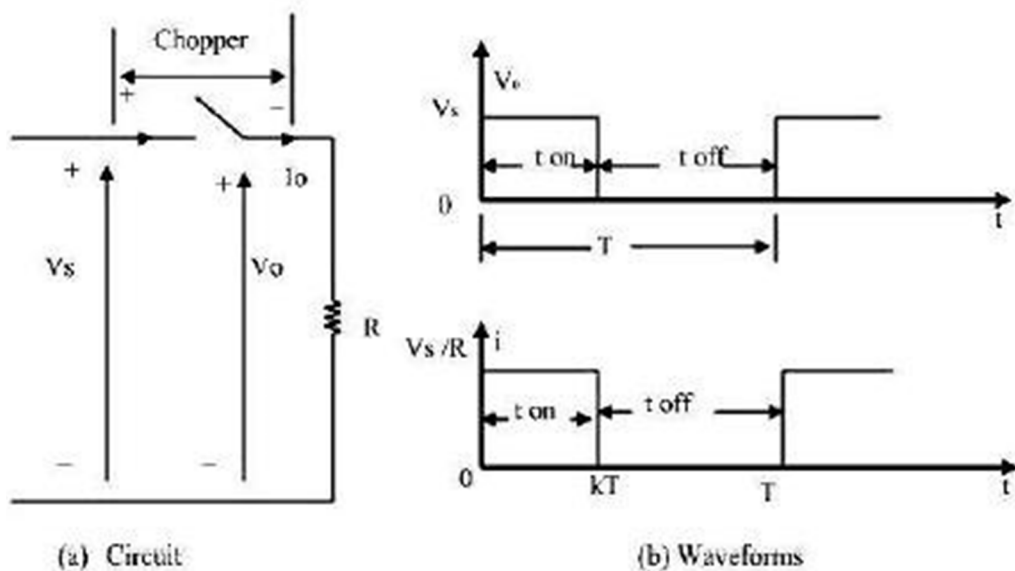 Chopper
+
−
+
+
Io
Vs
Vo
R
−
−
(a) Circuit
Vo
Vs
t on
t off
0
t
T
Vs /R
i
t on
t off
0
kT
T
t
(b) Waveforms